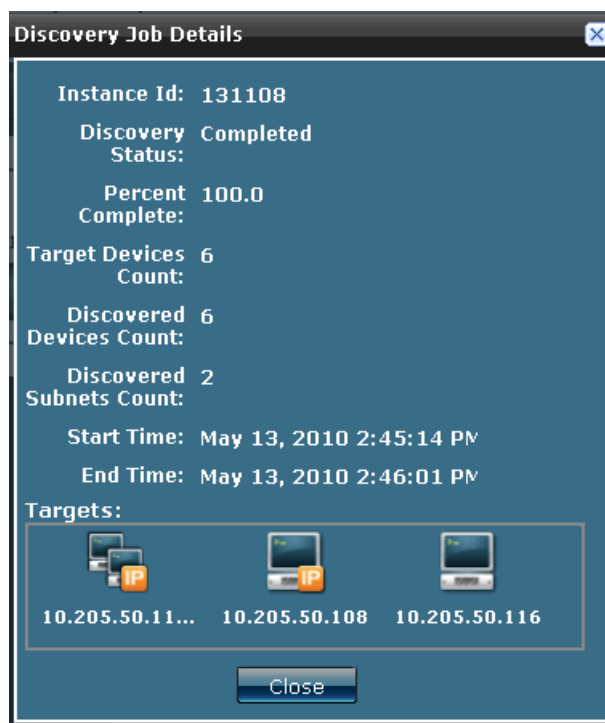 Discovery Job Details
Instance Id: 131108
Discovery Status: Completed
Percent Complete: 100.0
Target Devices Count: 6
Discovered Devices Count: 6
Discovered Subnets Count: 2
Start Time: May 13, 2010 2:45:14 PM
End Time: May 13, 2010 2:46:01 PM
Targets:
IP IP
10.205.50.11... 10.205.50.108 10.205.50.116
Close